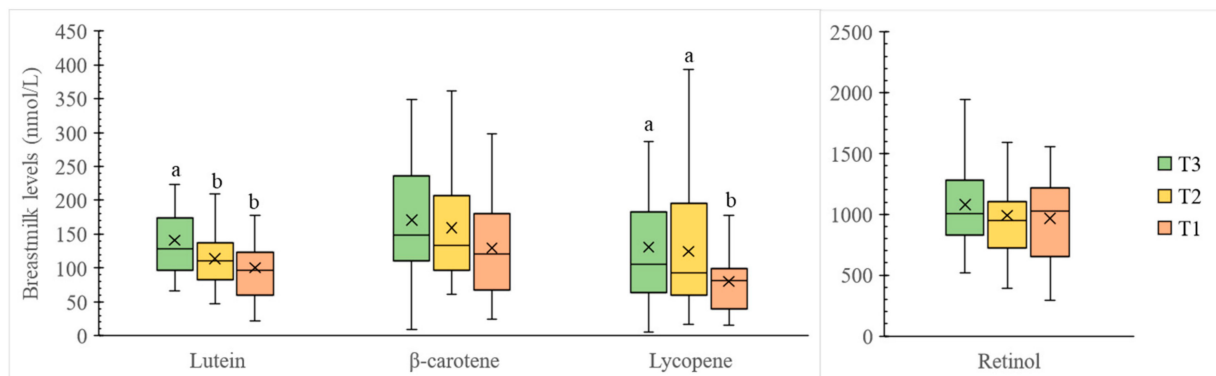 Breastmilk levels (nmol/L)
450
400
350
300
250
200
150
100
50
0
a
b
b
a
a
b
Lutein
β-carotene
Lycopene
2500
2000
1500
1000
500
0
Retinol
T3
T2
T1